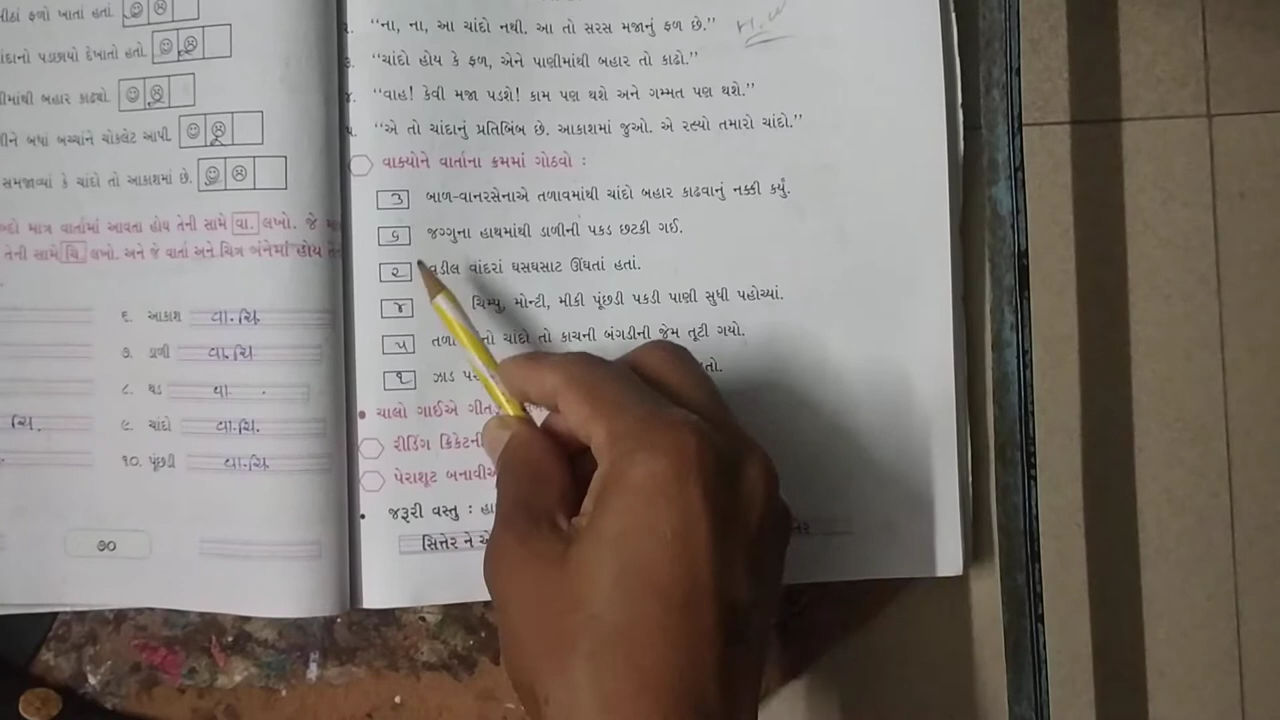 મીઠાં ફળો ખાતાં હતાં.
ચાંદાનો પડછાયો દેખાતો હતો.
બહાર કાઢ્યો.
બધાં બચ્ચાંને ચોકલેટ આપી.
સમજાવ્યાં કે ચાંદો તો આકાશમાં છે.
માત્ર વાર્તામાં આવતા હોય તેની સામે વા. લખો. જે
તેની સામે ચિ લખો. અને જે વાર્તા અને ચિત્ર બંનેમાં હોય
૬. આકાશ વા.ચિ.
૭. ડાળી વા.ચિ
૮. થડ વા.
ચિ. ૯. ચાંદો વા.ચિ.
૧૦. પૂંછડી વા.ચિ
૭૦
૨. “ના, ના, આ ચાંદો નથી. આ તો સરસ મજાનું ફળ છે.” H.W
૩. “ચાંદો હોય કે ફળ, એને પાણીમાંથી બહાર તો કાઢો.”
૪. “વાહ! કેવી મજા પડશે! કામ પણ થશે અને ગમ્મત પણ થશે.”
૫. “એ તો ચાંદાનું પ્રતિબિંબ છે. આકાશમાં જુઓ. એ રહ્યો તમારો ચાંદો.”
વાક્યોને વાર્તાના ક્રમમાં ગોઠવો :
૩ બાળ-વાનરસેનાએ તળાવમાંથી ચાંદો બહાર કાઢવાનું નક્કી કર્યું.
૬ જગ્ગુના હાથમાંથી ડાળીની પકડ છટકી ગઈ.
૨ વડીલ વાંદરાં ઘસઘસાટ ઊંઘતાં હતાં.
૪ ચિમ્પુ, મોન્ટી, મીકી પૂંછડી પકડી પાણી સુધી પહોચ્યાં.
૫ ચાંદો તો કાચની બંગડીની જેમ તૂટી ગયો.
૧ ઝાડ
• ચાલો ગાઈએ ગીત
રીડિંગ ક્રિકેટની
પેરાશૂટ બનાવીએ
• જરૂરી વસ્તુ :
સિત્તેર ને